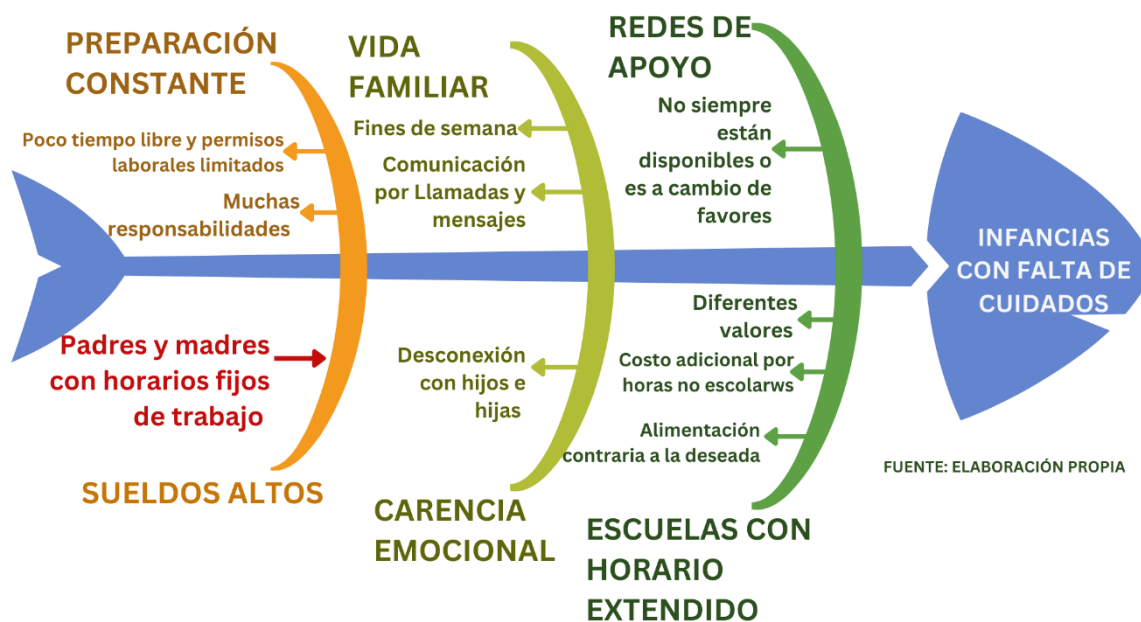 PREPARACIÓN
CONSTANTE
Poco tiempo libre y permisos
laborales limitados
Muchas
responsabilidades
VIDA
FAMILIAR
Fines de semana
Comunicación
por Llamadas y
mensajes
REDES DE
APOYO
No siempre
están
disponibles o
es a cambio de
favores
INFANCIAS
CON FALTA DE
CUIDADOS
Padres y madres
con horarios fijos
de trabajo
SUELDOS ALTOS
Desconexión
con hijos e
hijas
CARENCIA
EMOCIONAL
Diferentes
valores
Costo adicional por
horas no escolarws
Alimentación
contraria a la deseada
ESCUELAS CON
HORARIO
EXTENDIDO
FUENTE: ELABORACIÓN PROPIA